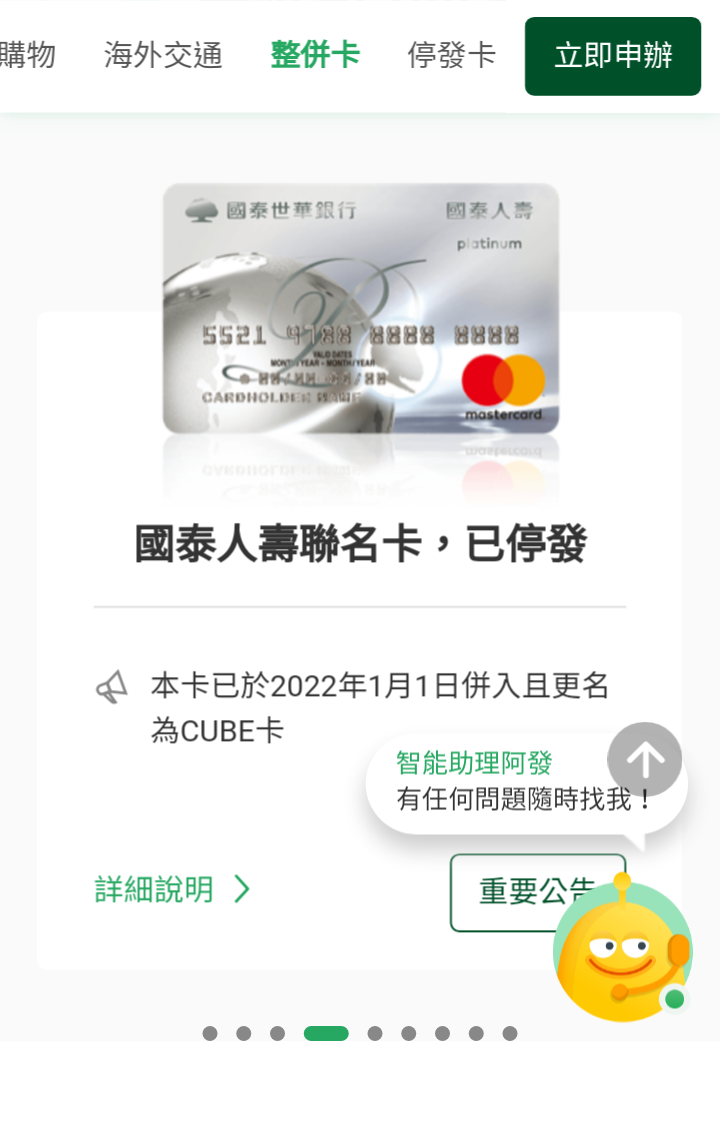 購物 海外交通 整併卡 停發卡 立即申辦
國泰世華銀行 國泰人壽
platinum
5521 4788 8888 8888
VALID DATES
MONTH/YEAR - MONTH/YEAR
CARDHOLDER NAME
mastercard
國泰人壽聯名卡，已停發
本卡已於2022年1月1日併入且更名
為CUBE卡
智能助理阿發
有任何問題隨時找我！
詳細說明
重要公告